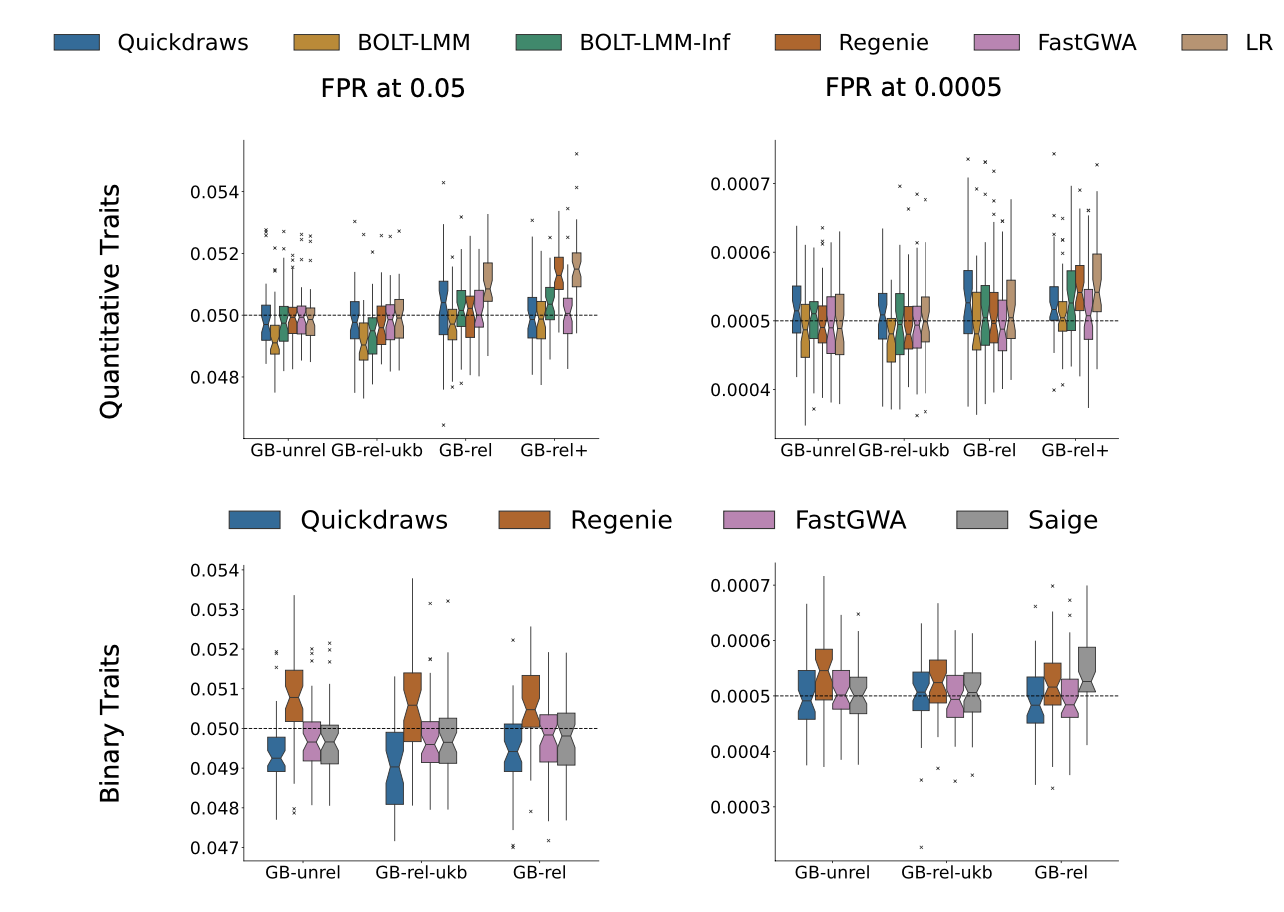 Quickdraws BOLT-LMM BOLT-LMM-Inf Regenie FastGWA LR
FPR at 0.05 FPR at 0.0005
Quantitative Traits
0.054
0.052
0.050
0.048
GB-unrel GB-rel-ukb GB-rel GB-rel+
0.0007
0.0006
0.0005
0.0004
GB-unrel GB-rel-ukb GB-rel GB-rel+
Quickdraws Regenie FastGWA Saige
Binary Traits
0.054
0.053
0.052
0.051
0.050
0.049
0.048
0.047
GB-unrel GB-rel-ukb GB-rel
0.0007
0.0006
0.0005
0.0004
0.0003
GB-unrel GB-rel-ukb GB-rel